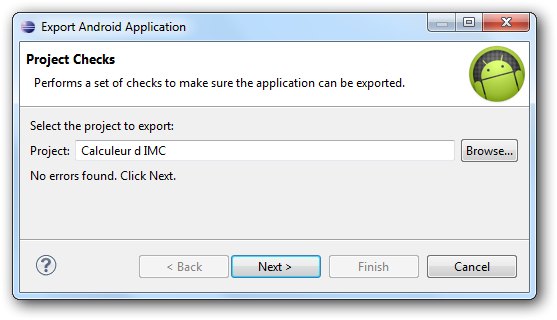 Export Android Application
Project Checks
Performs a set of checks to make sure the application can be exported.
Select the project to export:
Project: Calculeur d IMC Browse...
No errors found. Click Next.
? < Back Next > Finish Cancel